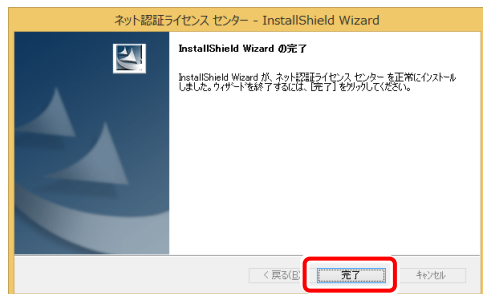 ネット認証ライセンス センター - InstallShield Wizard
InstallShield Wizard の完了
InstallShield Wizard が、ネット認証ライセンス センター を正常にインストール
しました。ウィザードを終了するには、[完了] をクリックしてください。
< 戻る(B)
完了
キャンセル